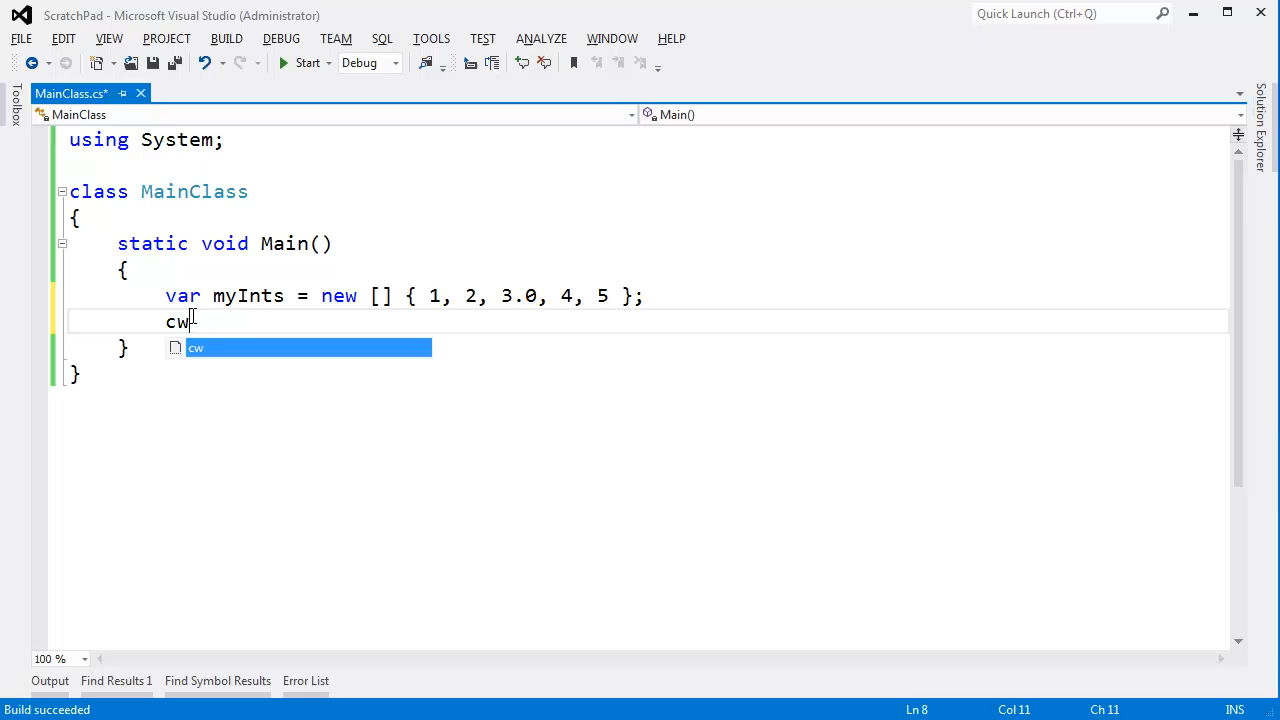 ScratchPad - Microsoft Visual Studio (Administrator)
Quick Launch (Ctrl+Q)
FILE EDIT VIEW PROJECT BUILD DEBUG TEAM SQL TOOLS TEST ANALYZE WINDOW HELP
Start Debug
Toolbox
MainClass.cs*
Solution Explorer
MainClass Main()
using System;
class MainClass
{
static void Main()
{
var myInts = new [] { 1, 2, 3.0, 4, 5 };
cw
cw
}
}
100 %
Output Find Results 1 Find Symbol Results Error List
Build succeeded Ln 8 Col 11 Ch 11 INS